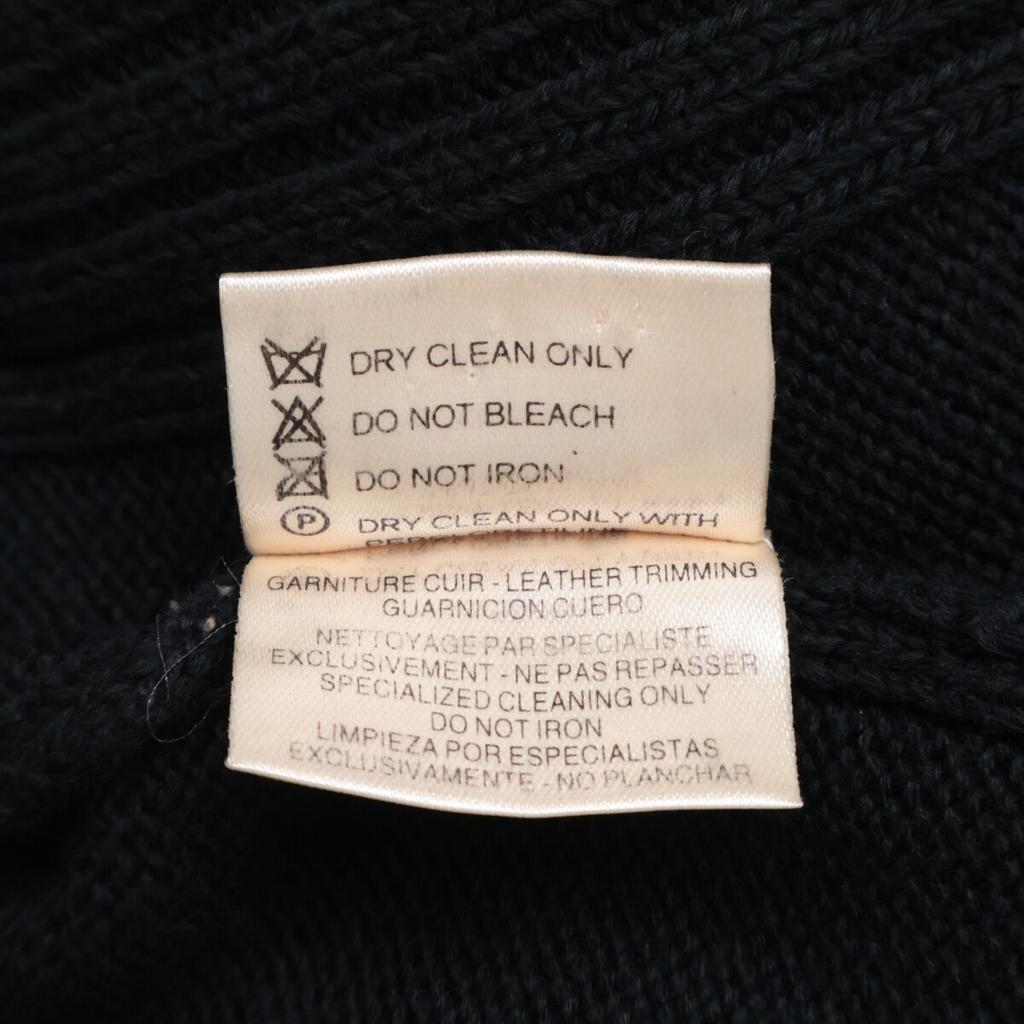 DRY CLEAN ONLY
DO NOT BLEACH
DO NOT IRON
P DRY CLEAN ONLY WITH
GARNITURE CUIR - LEATHER TRIMMING
GUARNICION CUERO
NETTOYAGE PAR SPECIALISTE
EXCLUSIVEMENT - NE PAS REPASSER
SPECIALIZED CLEANING ONLY
DO NOT IRON
LIMPIEZA POR ESPECIALISTAS
EXCLUSIVAMENTE - NO PLANCHAR